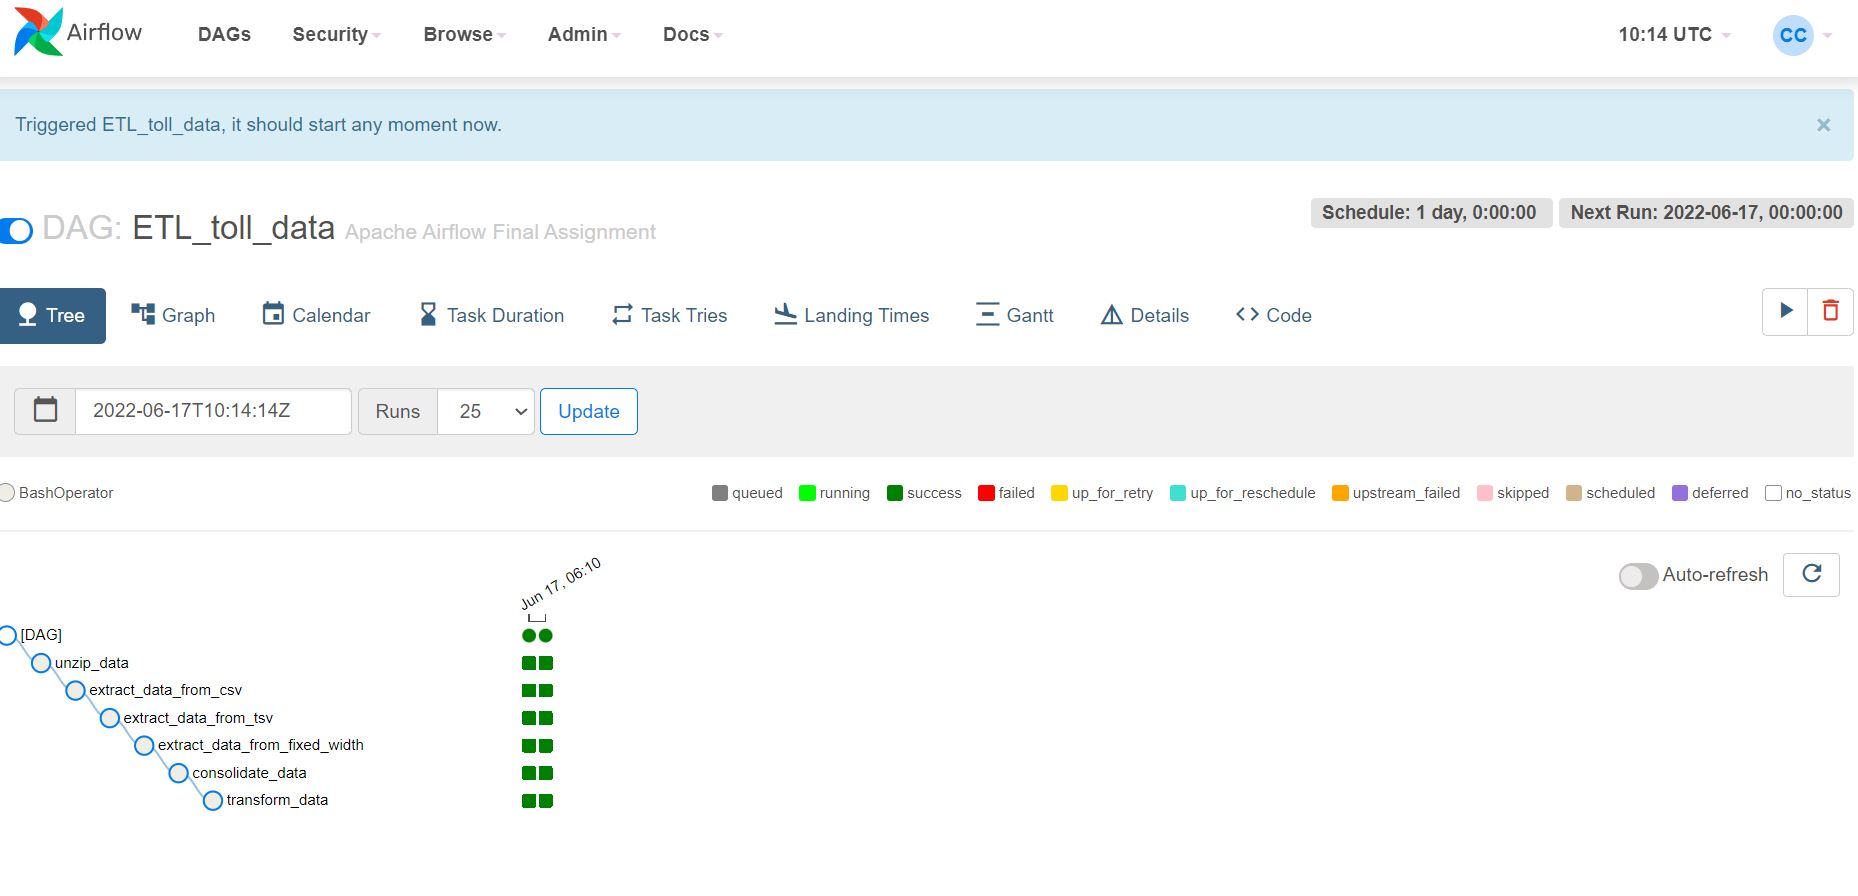 Airflow DAGs Security Browse Admin Docs 10:14 UTC CC
Triggered ETL_toll_data, it should start any moment now. ×
DAG: ETL_toll_data Apache Airflow Final Assignment
Schedule: 1 day, 0:00:00 Next Run: 2022-06-17, 00:00:00
Tree Graph Calendar Task Duration Task Tries Landing Times Gantt Details Code
2022-06-17T10:14:14Z Runs 25 Update
BashOperator queued running success failed up_for_retry up_for_reschedule upstream_failed skipped scheduled deferred no_status
Auto-refresh
Jun 17, 06:10
[DAG]
unzip_data
extract_data_from_csv
extract_data_from_tsv
extract_data_from_fixed_width
consolidate_data
transform_data